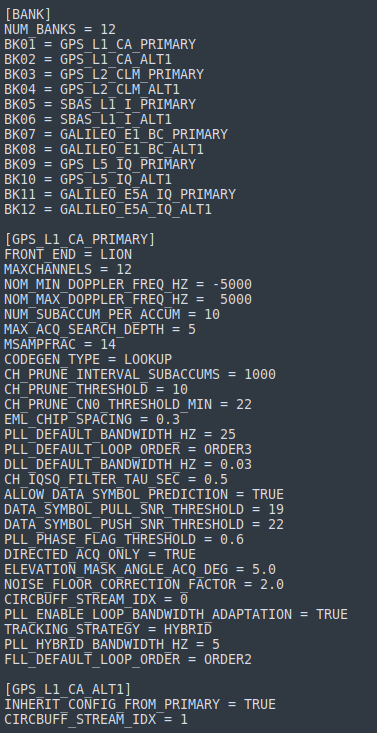 [BANK]
NUM_BANKS = 12
BK01 = GPS_L1_CA_PRIMARY
BK02 = GPS_L1_CA_ALT1
BK03 = GPS_L2_CLM_PRIMARY
BK04 = GPS_L2_CLM_ALT1
BK05 = SBAS_L1_I_PRIMARY
BK06 = SBAS_L1_I_ALT1
BK07 = GALILEO_E1_BC_PRIMARY
BK08 = GALILEO_E1_BC_ALT1
BK09 = GPS_L5_IQ_PRIMARY
BK10 = GPS_L5_IQ_ALT1
BK11 = GALILEO_E5A_IQ_PRIMARY
BK12 = GALILEO_E5A_IQ_ALT1

[GPS_L1_CA_PRIMARY]
FRONT_END = LION
MAXCHANNELS = 12
NOM_MIN_DOPPLER_FREQ_HZ = -5000
NOM_MAX_DOPPLER_FREQ_HZ =  5000
NUM_SUBACCUM_PER_ACCUM = 10
MAX_ACQ_SEARCH_DEPTH = 5
MSAMPFRAC = 14
CODEGEN_TYPE = LOOKUP
CH_PRUNE_INTERVAL_SUBACCUMS = 1000
CH_PRUNE_THRESHOLD = 10
CH_PRUNE_CN0_THRESHOLD_MIN = 22
EML_CHIP_SPACING = 0.3
PLL_DEFAULT_BANDWIDTH_HZ = 25
PLL_DEFAULT_LOOP_ORDER = ORDER3
DLL_DEFAULT_BANDWIDTH_HZ = 0.03
CH_IQSQ_FILTER_TAU_SEC = 0.5
ALLOW_DATA_SYMBOL_PREDICTION = TRUE
DATA_SYMBOL_PULL_SNR_THRESHOLD = 19
DATA_SYMBOL_PUSH_SNR_THRESHOLD = 22
PLL_PHASE_FLAG_THRESHOLD = 0.6
DIRECTED_ACQ_ONLY = TRUE
ELEVATION_MASK_ANGLE_ACQ_DEG = 5.0
NOISE_FLOOR_CORRECTION_FACTOR = 2.0
CIRCBUFF_STREAM_IDX = 0
PLL_ENABLE_LOOP_BANDWIDTH_ADAPTATION = TRUE
TRACKING_STRATEGY = HYBRID
PLL_HYBRID_BANDWIDTH_HZ = 5
FLL_DEFAULT_LOOP_ORDER = ORDER2

[GPS_L1_CA_ALT1]
INHERIT_CONFIG_FROM_PRIMARY = TRUE
CIRCBUFF_STREAM_IDX = 1